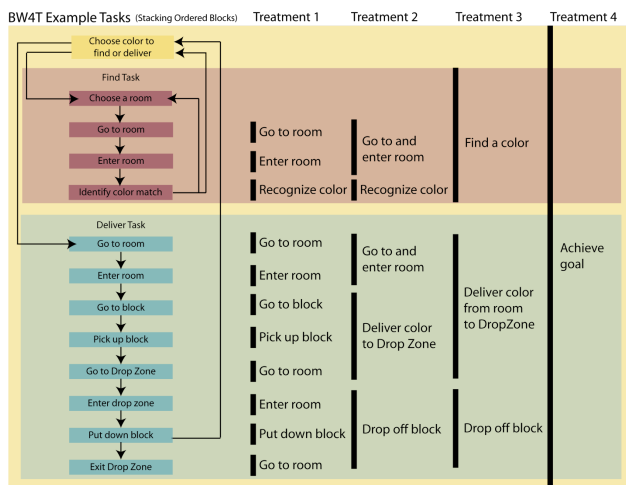 BW4T Example Tasks (Stacking Ordered Blocks)
Treatment 1
Treatment 2
Treatment 3
Treatment 4
Choose color to
find or deliver
Find Task
Choose a room
Go to room
Enter room
Identify color match
Go to room
Enter room
Recognize color
Go to and
enter room
Recognize color
Find a color
Deliver Task
Go to room
Enter room
Go to block
Pick up block
Go to Drop Zone
Enter drop zone
Put down block
Exit Drop Zone
Go to room
Enter room
Go to block
Pick up block
Go to room
Enter room
Put down block
Go to room
Go to and
enter room
Deliver color
to Drop Zone
Drop off block
Deliver color
from room
to DropZone
Drop off block
Achieve
goal